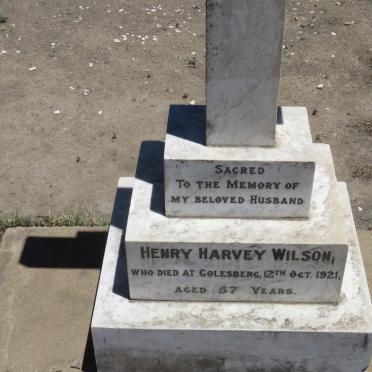 SACRED
TO THE MEMORY OF
MY BELOVED HUSBAND
HENRY HARVEY WILSON,
WHO DIED AT COLESBERG, 12TH OCT. 1921,
AGED 57 YEARS.